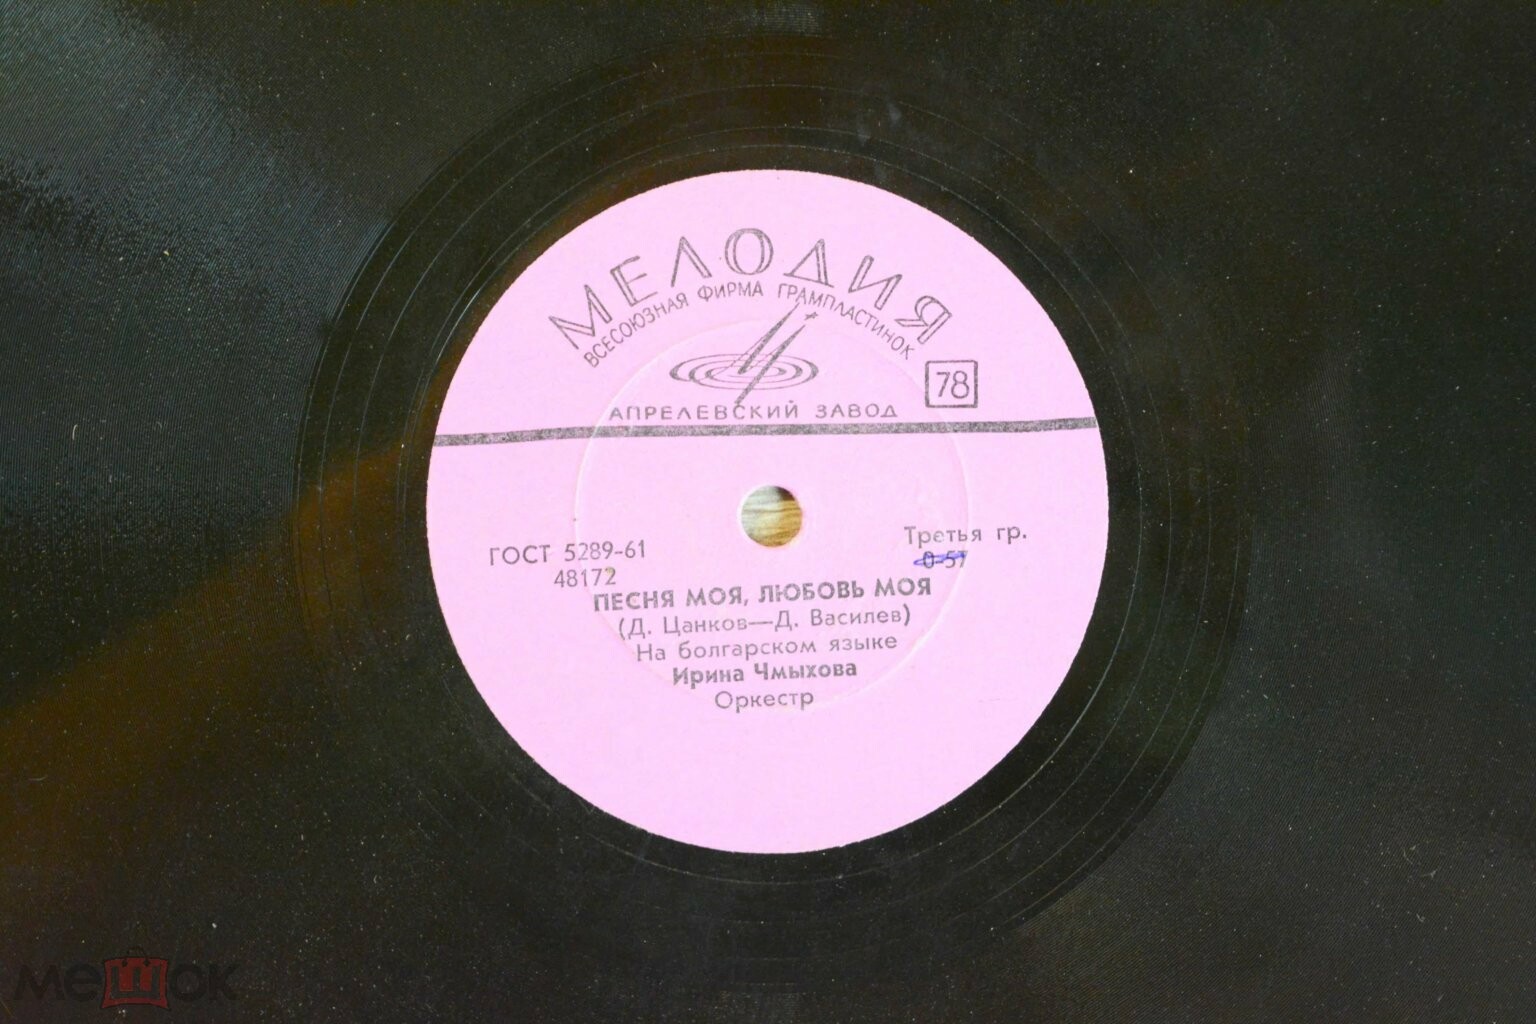 МЕЛОДИЯ
ВСЕСОЮЗНАЯ ФИРМА ГРАМПЛАСТИНОК
78
АПРЕЛЕВСКИЙ ЗАВОД
ГОСТ 5289-61
Третья гр.
48172
0-57
ПЕСНЯ МОЯ, ЛЮБОВЬ МОЯ
(Д. Цанков—Д. Василев)
На болгарском языке
Ирина Чмыхова
Оркестр
мешок